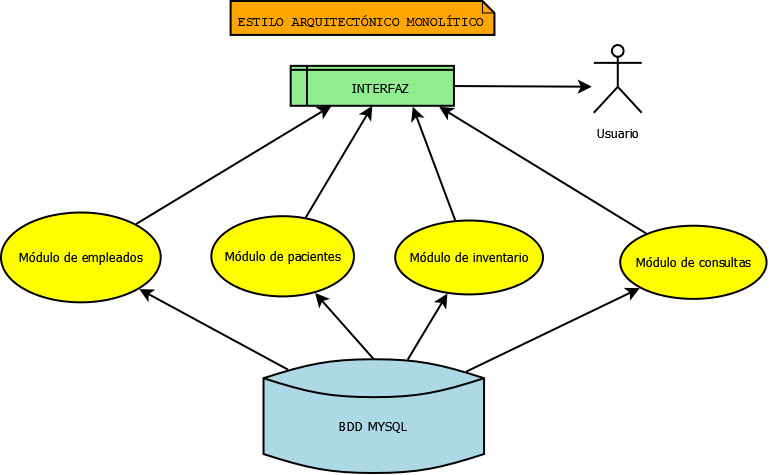 ESTILO ARQUITECTÓNICO MONOLÍTICO
INTERFAZ
Usuario
Módulo de empleados
Módulo de pacientes
Módulo de inventario
Módulo de consultas
BDD MYSQL